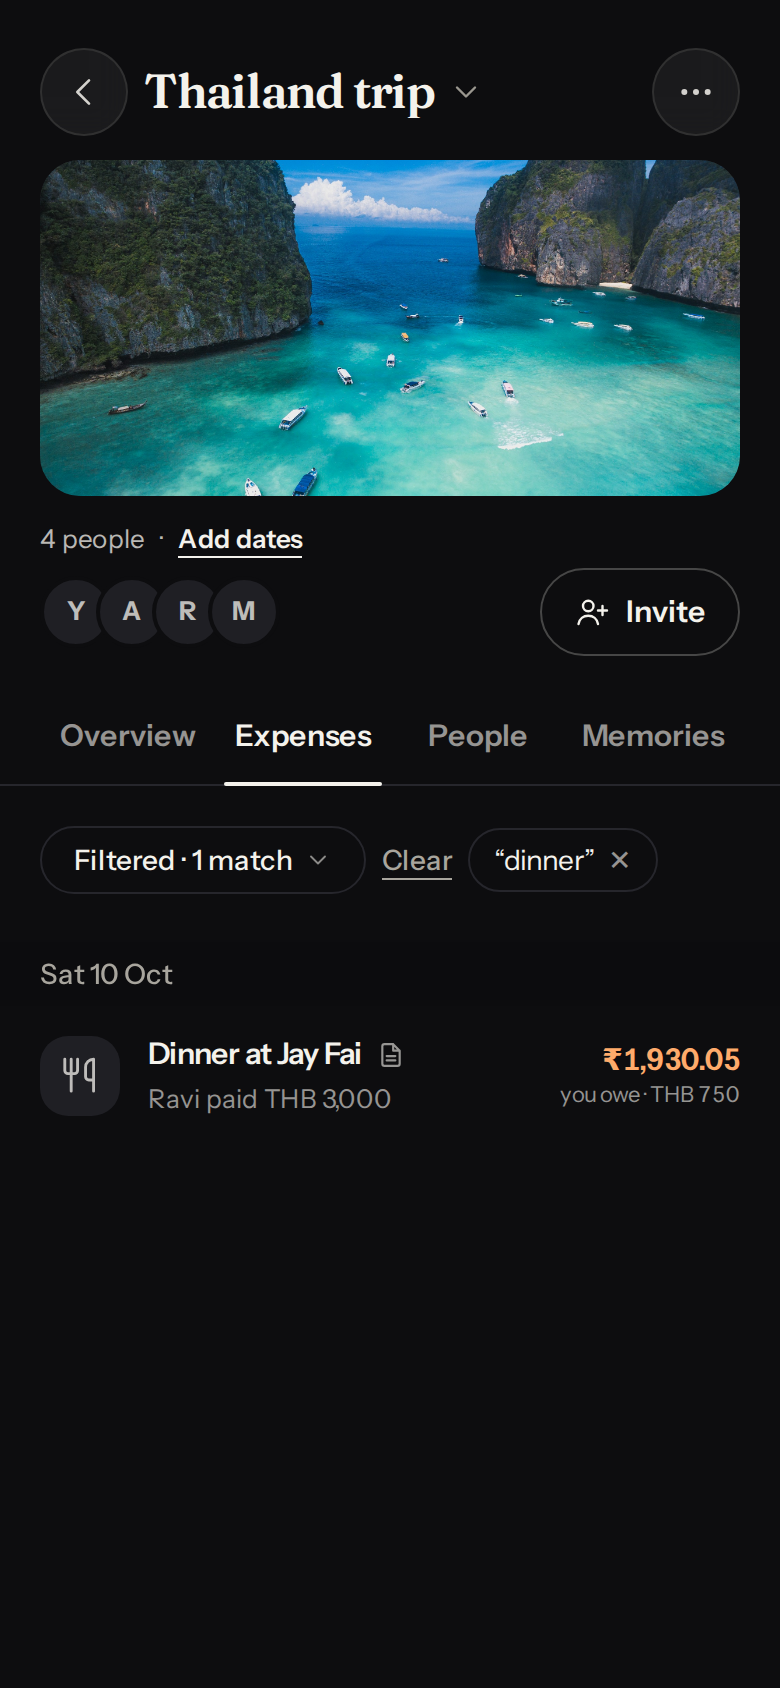 Thailand trip
4 people · Add dates
Y A R M
Invite
Overview Expenses People Memories
Filtered · 1 match Clear “dinner”
Sat 10 Oct
Dinner at Jay Fai ₹1,930.05
Ravi paid THB 3,000 you owe · THB 750